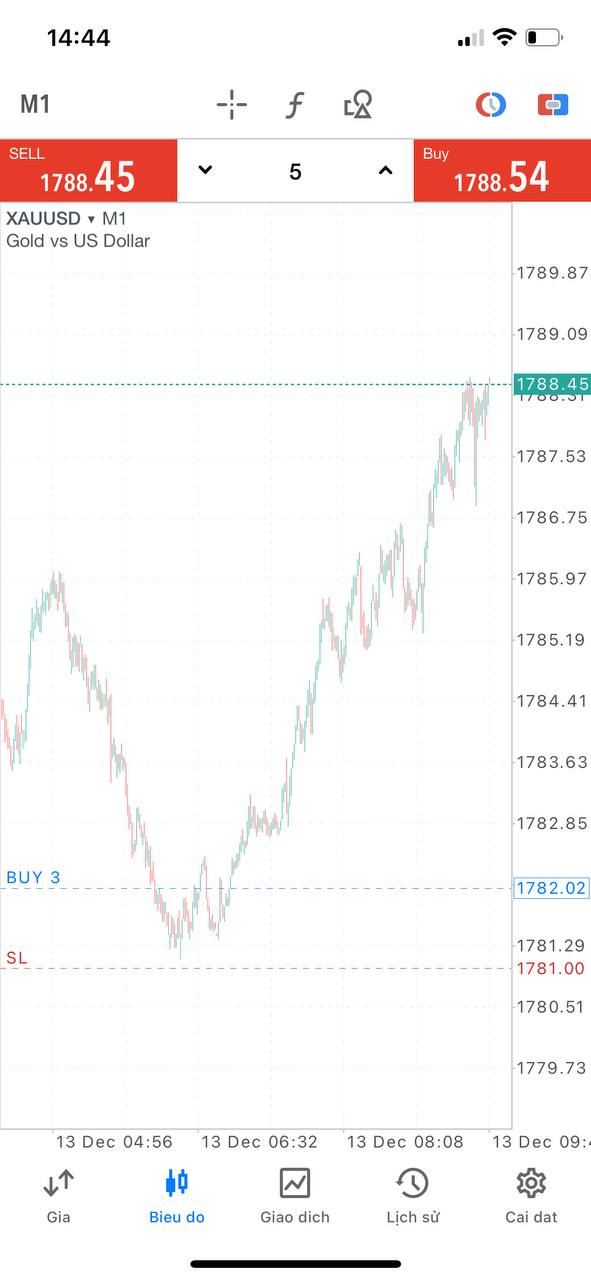 14:44
M1
SELL
1788.45
5
Buy
1788.54
XAUUSD ▾ M1
Gold vs US Dollar
1789.87
1789.09
1788.45
1788.31
1787.53
1786.75
1785.97
1785.19
1784.41
1783.63
1782.85
BUY 3
1782.02
1781.29
SL
1781.00
1780.51
1779.73
13 Dec 04:56
13 Dec 06:32
13 Dec 08:08
13 Dec 09:4
Gia
Bieu do
Giao dich
Lịch sử
Cai dat